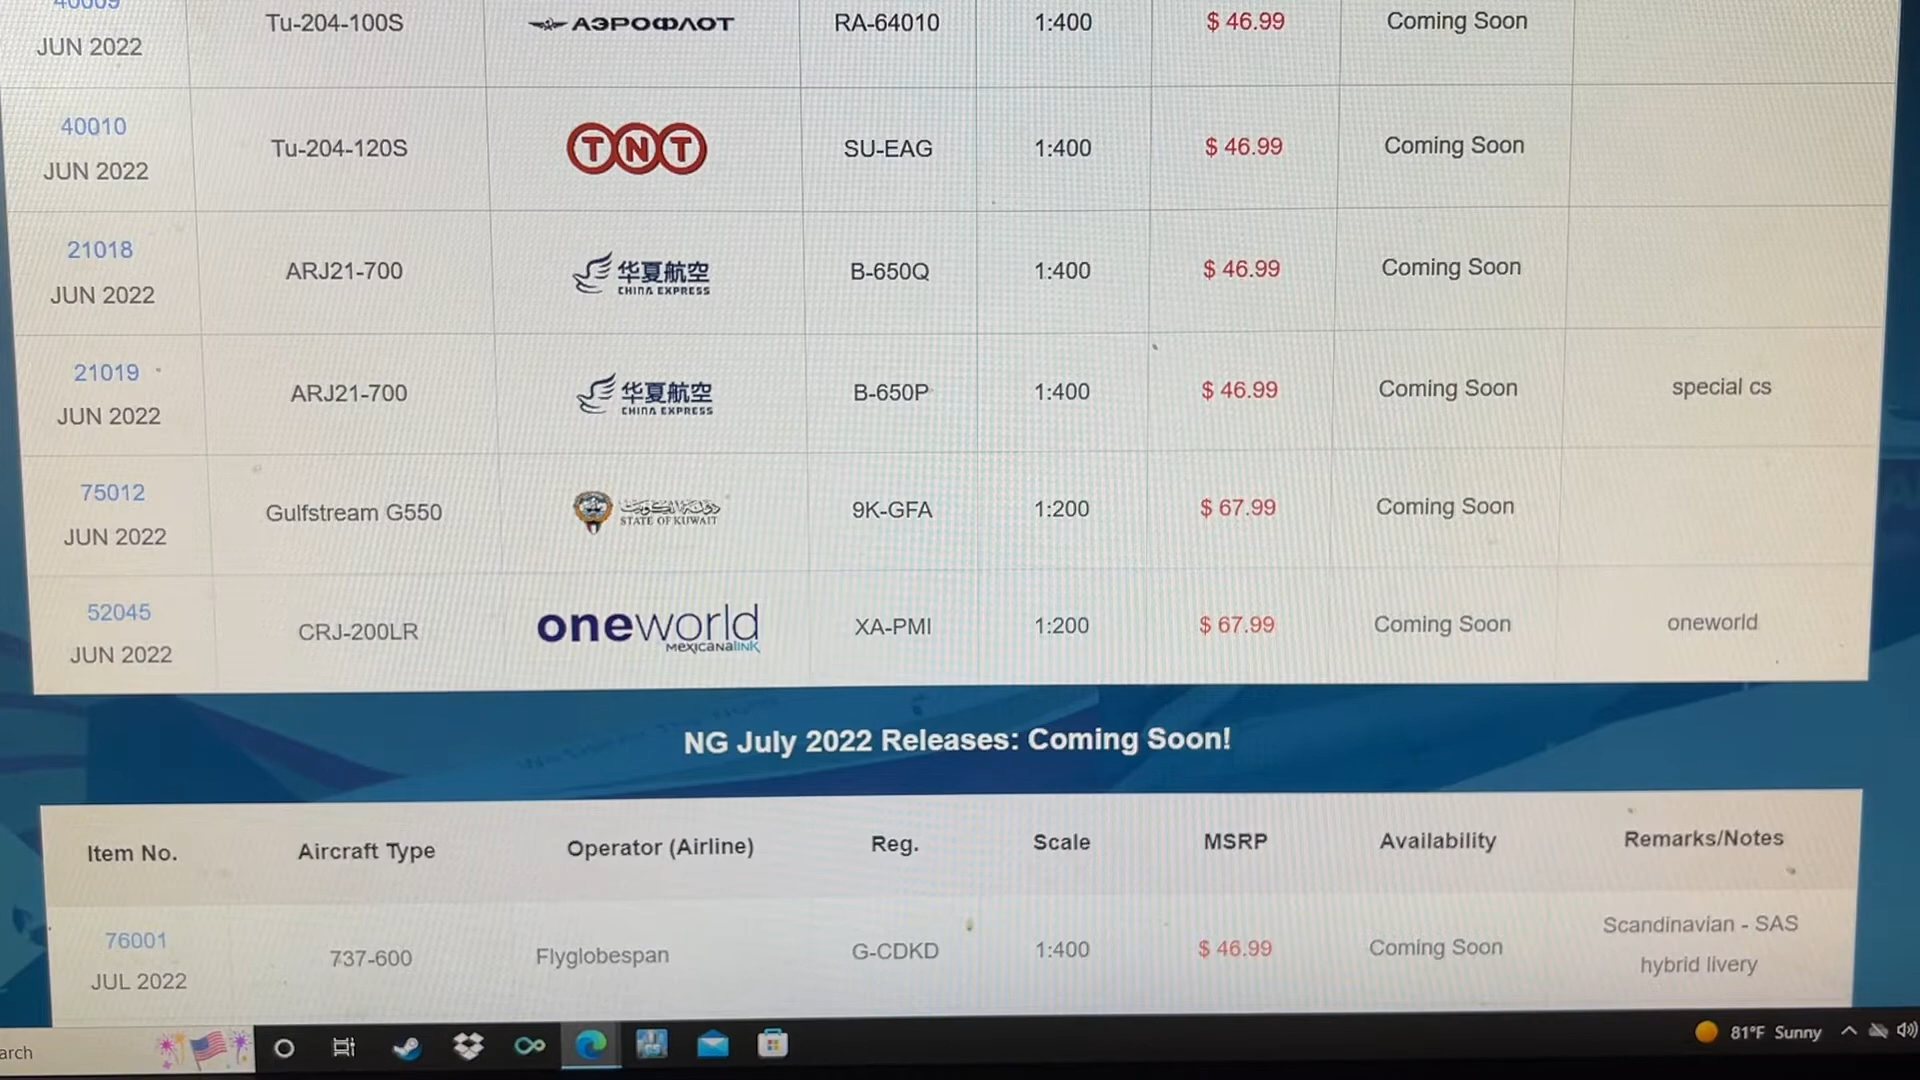 40009
JUN 2022 Tu-204-100S АЭРОФЛОТ RA-64010 1:400 $ 46.99 Coming Soon
40010
JUN 2022 Tu-204-120S TNT SU-EAG 1:400 $ 46.99 Coming Soon
21018
JUN 2022 ARJ21-700 华夏航空 CHINA EXPRESS B-650Q 1:400 $ 46.99 Coming Soon
21019
JUN 2022 ARJ21-700 华夏航空 CHINA EXPRESS B-650P 1:400 $ 46.99 Coming Soon special cs
75012
JUN 2022 Gulfstream G550 دولة الكويت STATE OF KUWAIT 9K-GFA 1:200 $ 67.99 Coming Soon
52045
JUN 2022 CRJ-200LR oneworld MEXICANALINK XA-PMI 1:200 $ 67.99 Coming Soon oneworld
NG July 2022 Releases: Coming Soon!
Item No. Aircraft Type Operator (Airline) Reg. Scale MSRP Availability Remarks/Notes
76001
JUL 2022 737-600 Flyglobespan G-CDKD 1:400 $ 46.99 Coming Soon Scandinavian - SAS
hybrid livery
arch 81°F Sunny